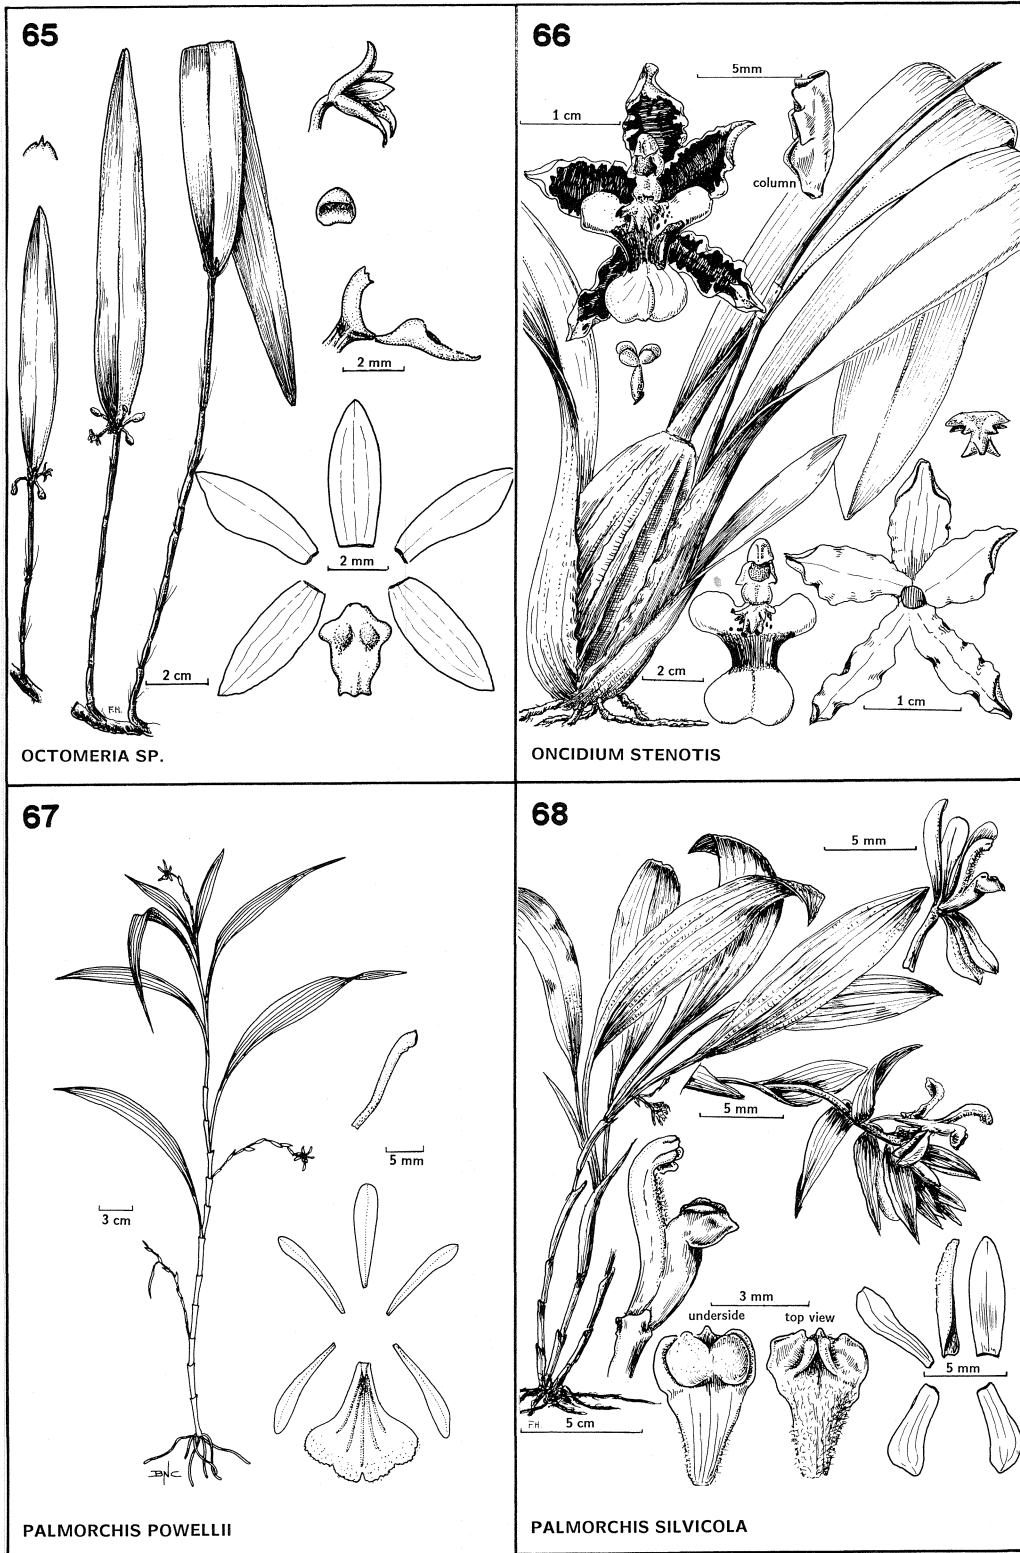 65
2 mm
2 mm
2 cm
F.H.
OCTOMERIA SP.
66
5mm
1 cm
column
2 cm
1 cm
ONCIDIUM STENOTIS
67
5 mm
3 cm
BNC
PALMORCHIS POWELLII
68
5 mm
5 mm
3 mm
underside
top view
5 mm
F.H.
5 cm
PALMORCHIS SILVICOLA